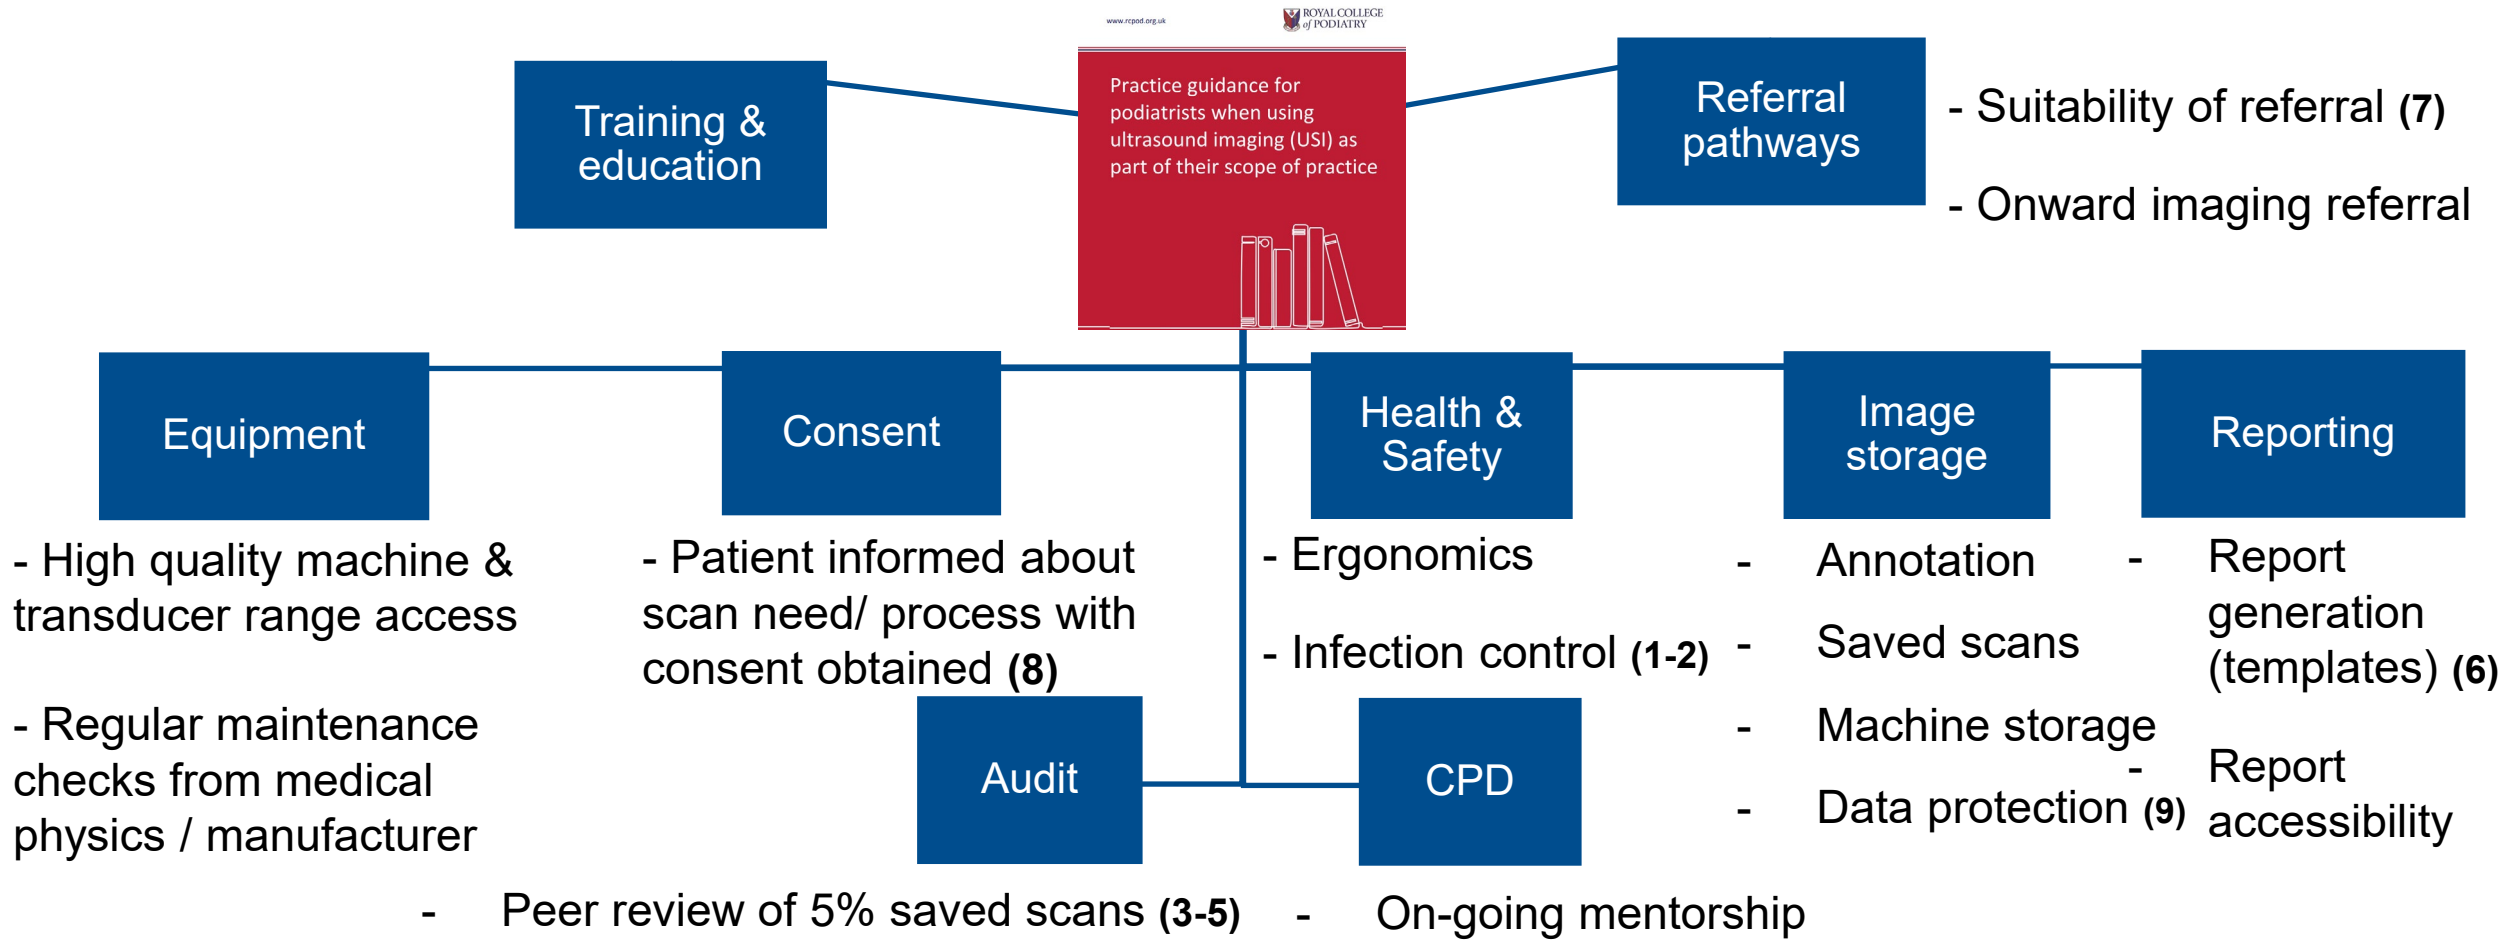 www.rcpod.org.uk
ROYAL COLLEGE
of PODIATRY
Practice guidance for
podiatrists when using
ultrasound imaging (USI) as
part of their scope of practice
Training &
education
Referral
pathways
- Suitability of referral (7)
- Onward imaging referral
Equipment
- High quality machine &
transducer range access
- Regular maintenance
checks from medical
physics / manufacturer
Consent
- Patient informed about
scan need/ process with
consent obtained (8)
Health &
Safety
- Ergonomics
- Infection control (1-2)
Image
storage
- Annotation
- Saved scans
- Machine storage
- Data protection (9)
Reporting
- Report
generation
(templates) (6)
- Report
accessibility
Audit
- Peer review of 5% saved scans (3-5)
CPD
- On-going mentorship